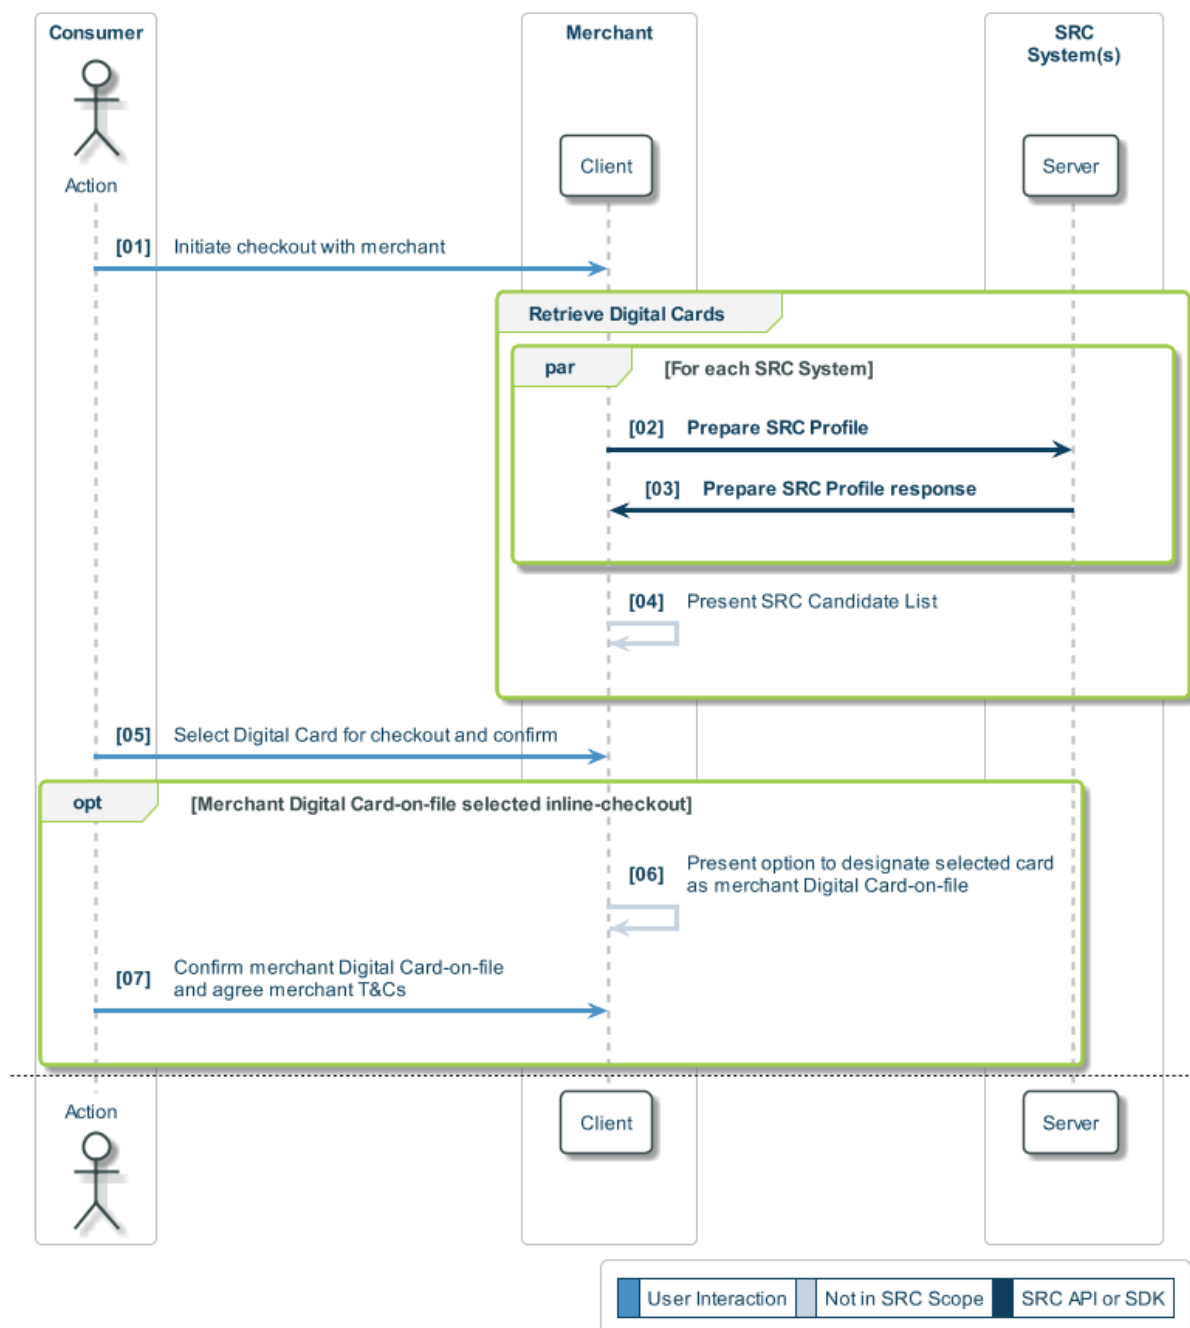 Consumer
Merchant
SRC
System(s)
Action
Client
Server
[01] Initiate checkout with merchant
Retrieve Digital Cards
par [For each SRC System]
[02] Prepare SRC Profile
[03] Prepare SRC Profile response
[04] Present SRC Candidate List
[05] Select Digital Card for checkout and confirm
opt [Merchant Digital Card-on-file selected inline-checkout]
[06] Present option to designate selected card
as merchant Digital Card-on-file
[07] Confirm merchant Digital Card-on-file
and agree merchant T&Cs
Action
Client
Server
User Interaction
Not in SRC Scope
SRC API or SDK